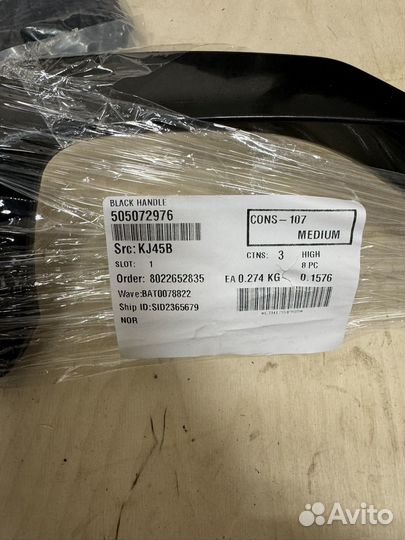 BLACK HANDLE
505072976
CONS-107
MEDIUM
Src: KJ45B
SLOT: 1
CTNS: 3 HIGH
8 PC
Order: 8022652835
EA 0.274 KG 0.1576
Wave:BAT0078822
Ship ID:SID2365679
NOR
Avito